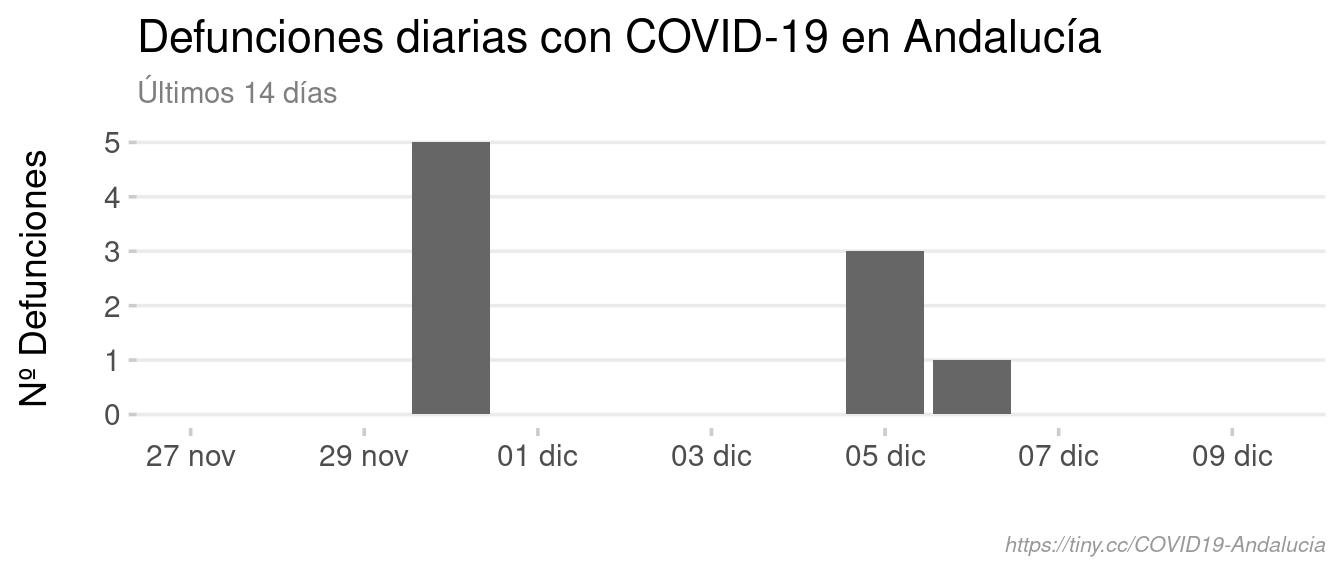 Defunciones diarias con COVID-19 en Andalucía
Últimos 14 días
Nº Defunciones
5
4
3
2
1
0
27 nov 29 nov 01 dic 03 dic 05 dic 07 dic 09 dic
https://tiny.cc/COVID19-Andalucia